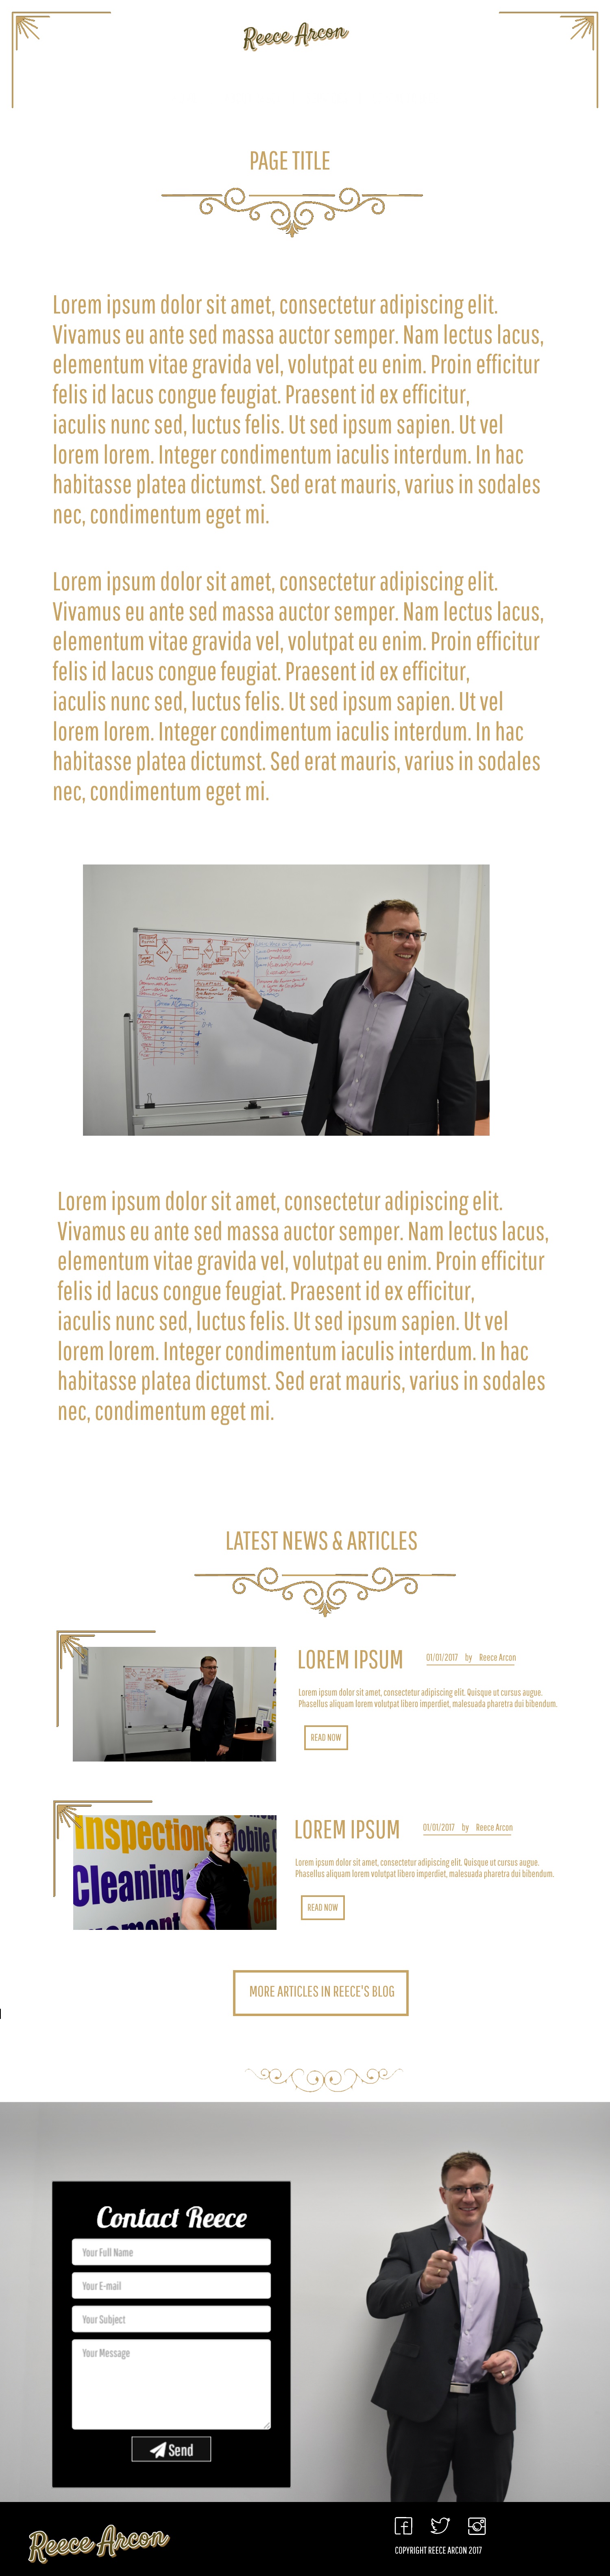 Reece Arcon
PAGE TITLE
Lorem ipsum dolor sit amet, consectetur adipiscing elit.
Vivamus eu ante sed massa auctor semper. Nam lectus lacus,
elementum vitae gravida vel, volutpat eu enim. Proin efficitur
felis id lacus congue feugiat. Praesent id ex efficitur,
iaculis nunc sed, luctus felis. Ut sed ipsum sapien. Ut vel
lorem lorem. Integer condimentum iaculis interdum. In hac
habitasse platea dictumst. Sed erat mauris, varius in sodales
nec, condimentum eget mi.
Lorem ipsum dolor sit amet, consectetur adipiscing elit.
Vivamus eu ante sed massa auctor semper. Nam lectus lacus,
elementum vitae gravida vel, volutpat eu enim. Proin efficitur
felis id lacus congue feugiat. Praesent id ex efficitur,
iaculis nunc sed, luctus felis. Ut sed ipsum sapien. Ut vel
lorem lorem. Integer condimentum iaculis interdum. In hac
habitasse platea dictumst. Sed erat mauris, varius in sodales
nec, condimentum eget mi.
Lorem ipsum dolor sit amet, consectetur adipiscing elit.
Vivamus eu ante sed massa auctor semper. Nam lectus lacus,
elementum vitae gravida vel, volutpat eu enim. Proin efficitur
felis id lacus congue feugiat. Praesent id ex efficitur,
iaculis nunc sed, luctus felis. Ut sed ipsum sapien. Ut vel
lorem lorem. Integer condimentum iaculis interdum. In hac
habitasse platea dictumst. Sed erat mauris, varius in sodales
nec, condimentum eget mi.
LATEST NEWS & ARTICLES
LOREM IPSUM 01/01/2017 by Reece Arcon
Lorem ipsum dolor sit amet, consectetur adipiscing elit. Quisque ut cursus augue.
Phasellus aliquam lorem volutpat libero imperdiet, malesuada pharetra dui bibendum.
READ NOW
Inspection
Mobile
Cleaning
LOREM IPSUM 01/01/2017 by Reece Arcon
Lorem ipsum dolor sit amet, consectetur adipiscing elit. Quisque ut cursus augue.
Phasellus aliquam lorem volutpat libero imperdiet, malesuada pharetra dui bibendum.
READ NOW
MORE ARTICLES IN REECE'S BLOG
Contact Reece
Your Full Name
Your E-mail
Your Subject
Your Message
Send
Reece Arcon
COPYRIGHT REECE ARCON 2017